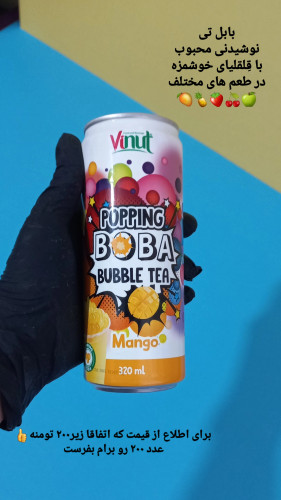 بابل تی
نوشیدنی محبوب
با قِلقلیای خوشمزه
در طعم های مختلف
🥭🍍🍓🍒🍏
Vinut
POPPING
BOBA
BUBBLE TEA
Mango
320 mL
برای اطلاع از قیمت که اتفاقا زیر۲۰۰ تومنه👍
عدد ۲۰۰ رو برام بفرست